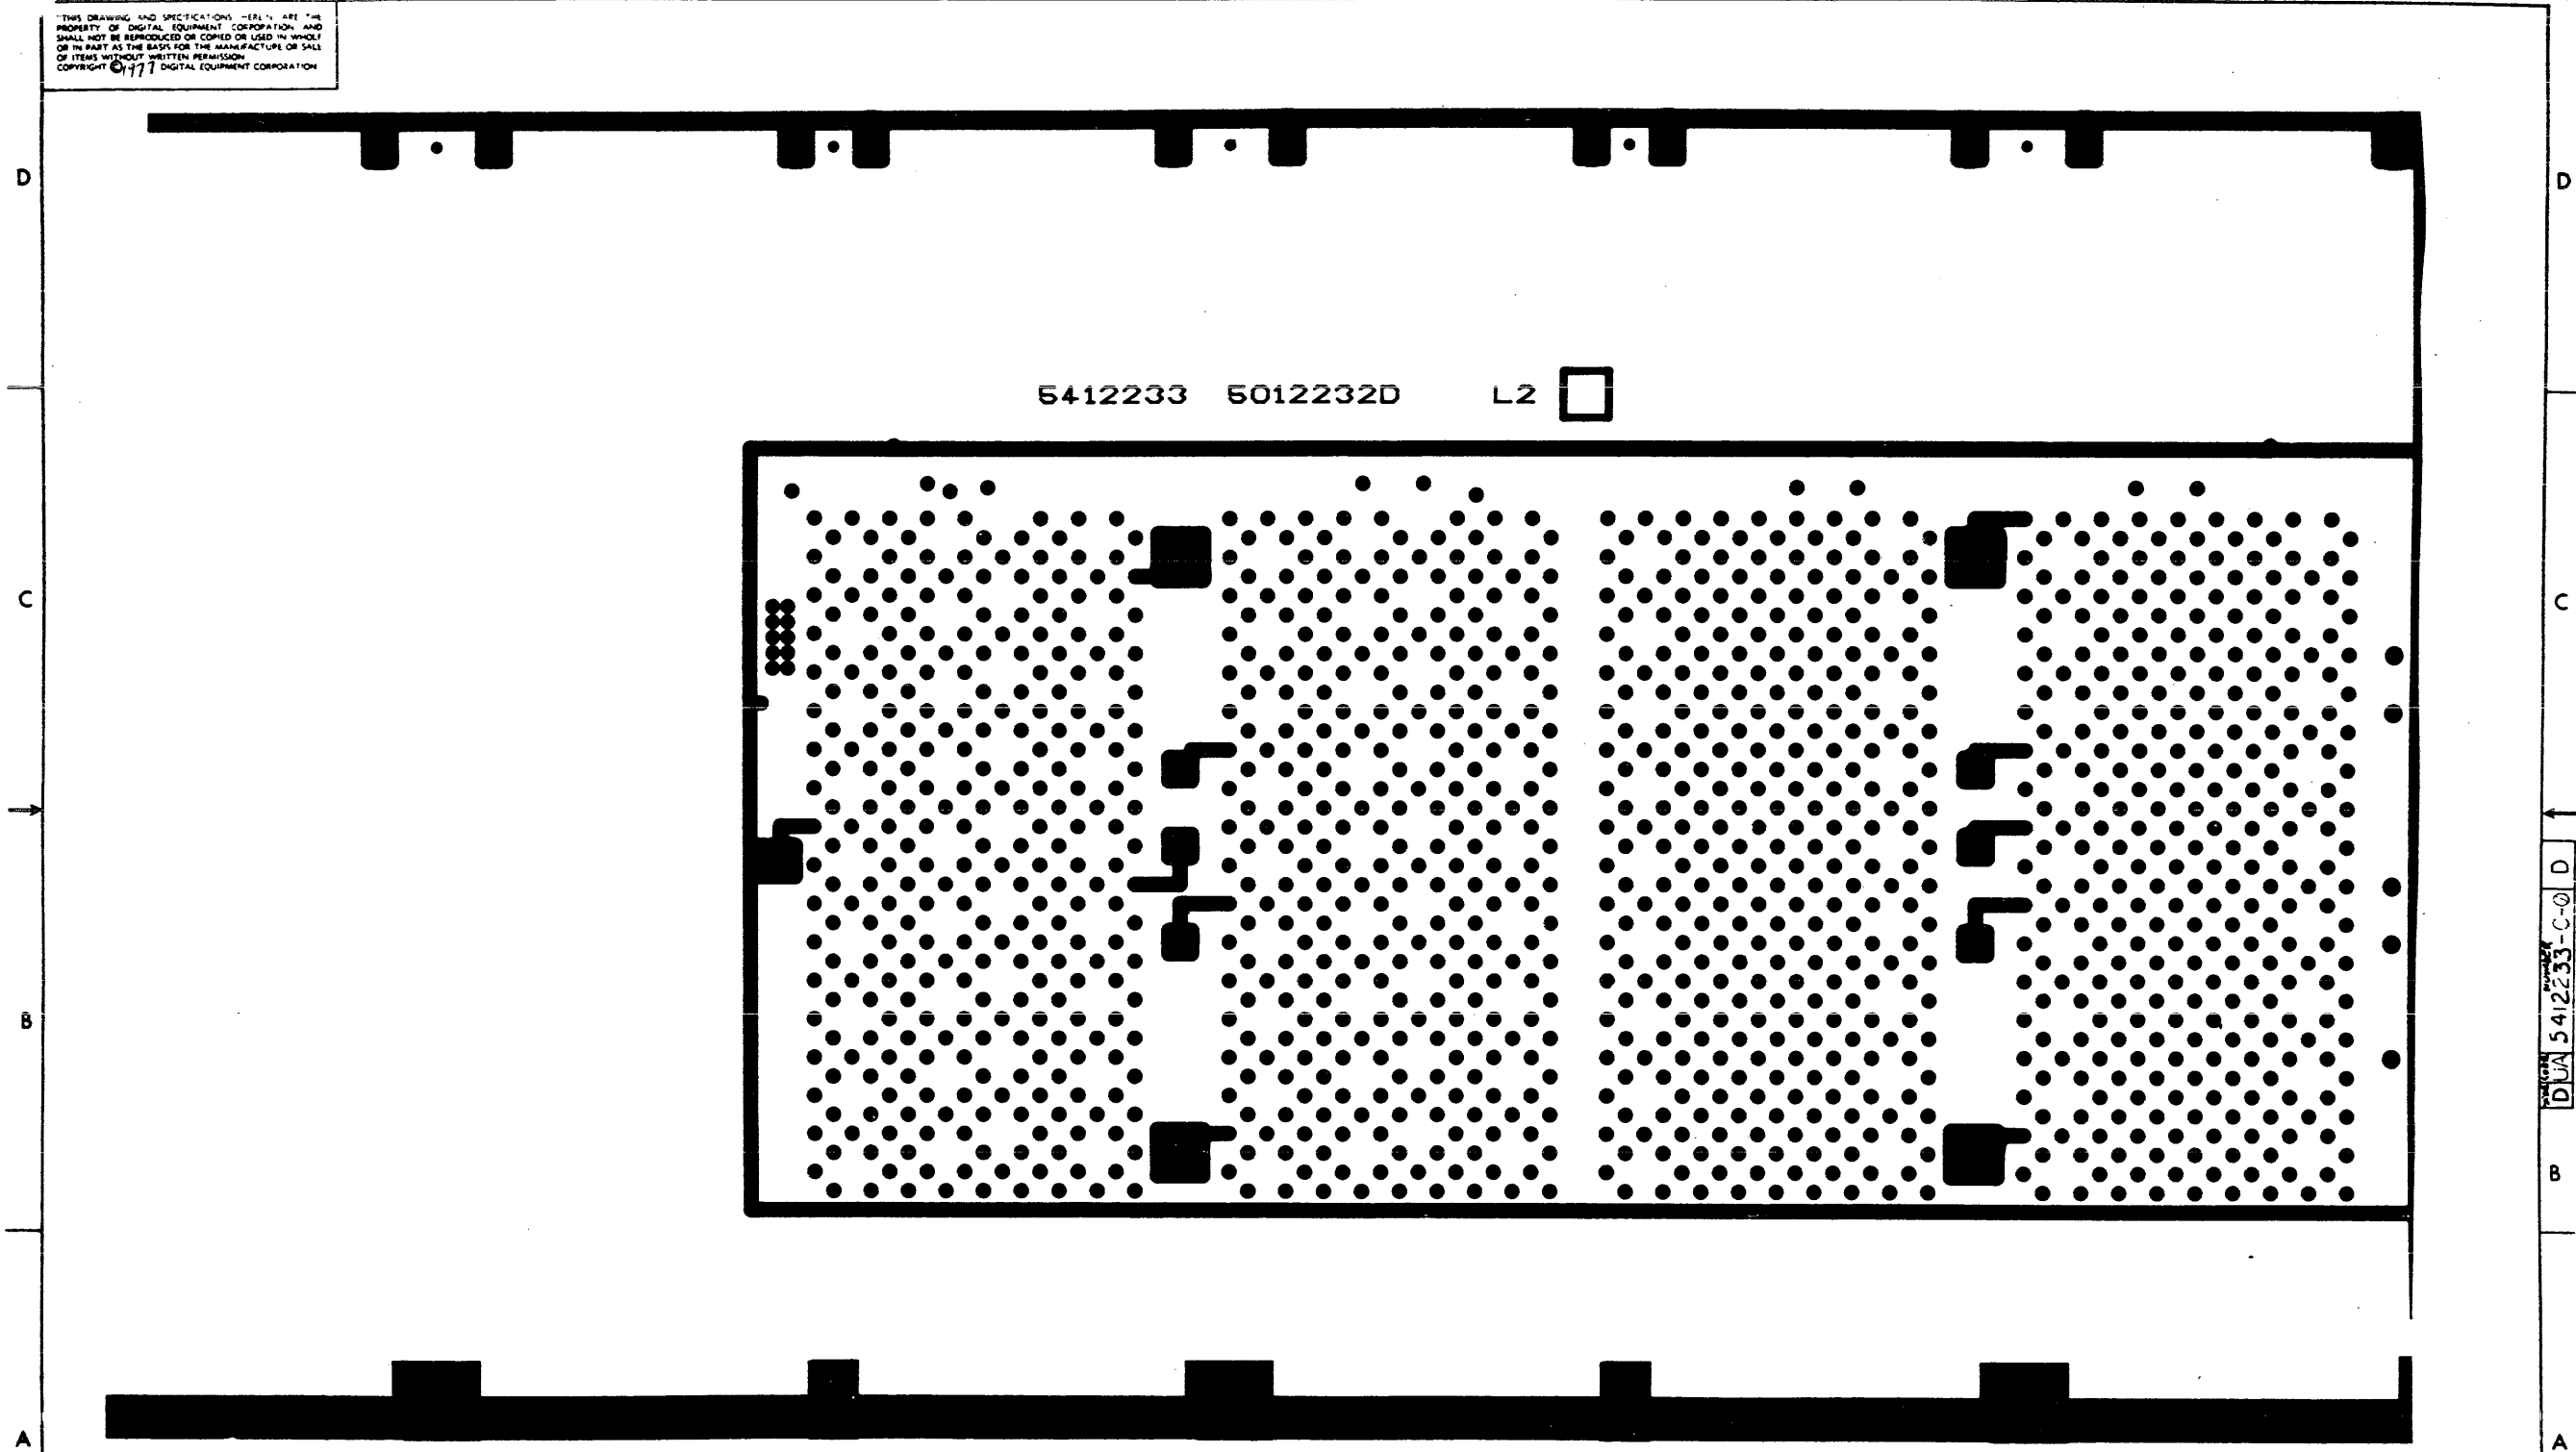 "THIS DRAWING AND SPECIFICATIONS HEREIN ARE THE
PROPERTY OF DIGITAL EQUIPMENT CORPORATION AND
SHALL NOT BE REPRODUCED OR COPIED OR USED IN WHOLE
OR IN PART AS THE BASIS FOR THE MANUFACTURE OR SALE
OF ITEMS WITHOUT WRITTEN PERMISSION
COPYRIGHT © 1977 DIGITAL EQUIPMENT CORPORATION
D
D
5412233 5012232D L2
C
C
B
NUMBER
D UA 5412233-C-0 D
B
A
A